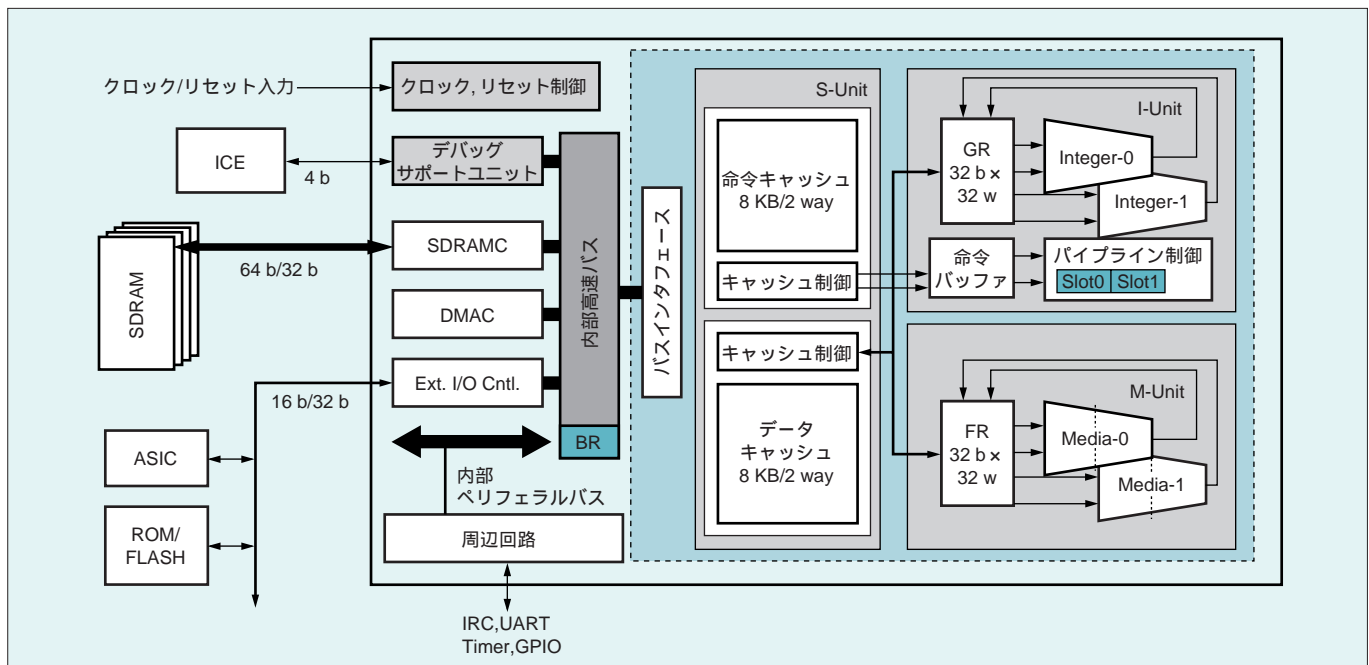 クロック/リセット入力
クロック, リセット制御
ICE
4 b
デバッグ
サポートユニット
SDRAM
64 b/32 b
SDRAMC
DMAC
16 b/32 b
Ext. I/O Cntl.
内部高速バス
BR
ASIC
ROM/
FLASH
内部
ペリフェラルバス
周辺回路
IRC,UART
Timer,GPIO
バスインタフェース
S-Unit
命令キャッシュ
8 KB/2 way
キャッシュ制御
キャッシュ制御
データ
キャッシュ
8 KB/2 way
I-Unit
GR
32 b×
32 w
Integer-0
Integer-1
命令
バッファ
パイプライン制御
Slot0 Slot1
M-Unit
FR
32 b×
32 w
Media-0
Media-1